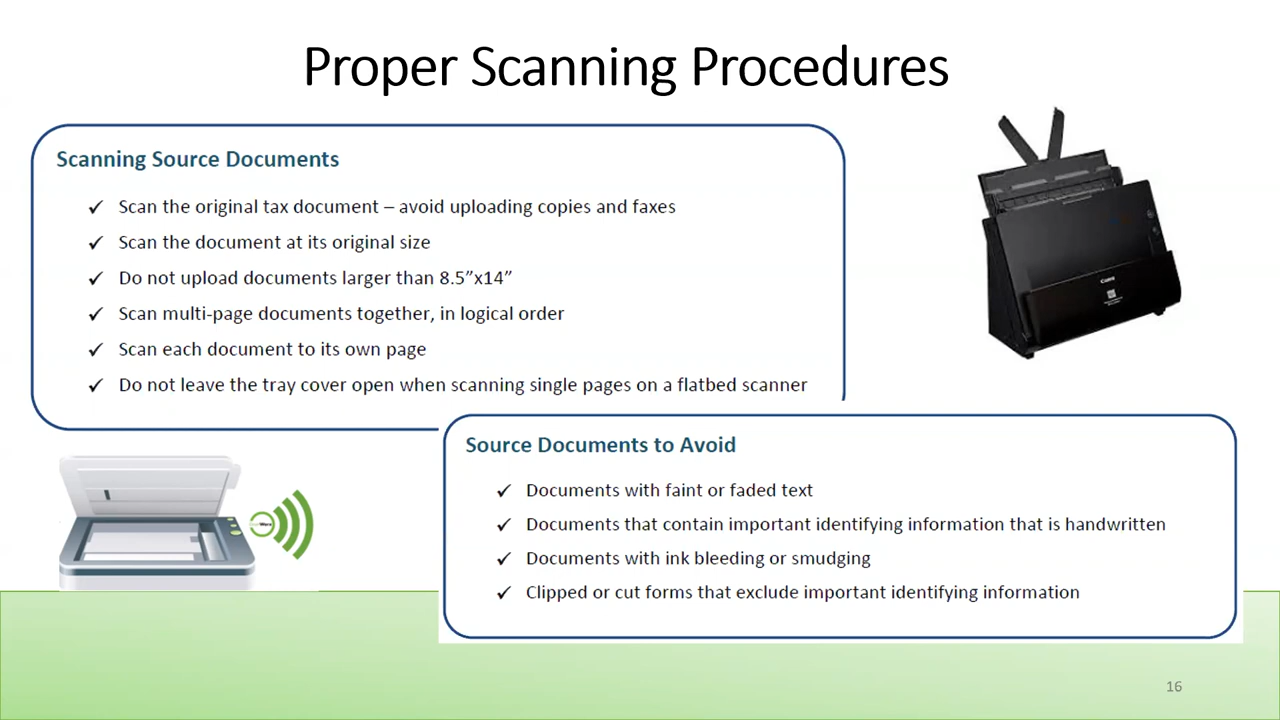 Proper Scanning Procedures
Scanning Source Documents
✓ Scan the original tax document – avoid uploading copies and faxes
✓ Scan the document at its original size
✓ Do not upload documents larger than 8.5”x14”
✓ Scan multi-page documents together, in logical order
✓ Scan each document to its own page
✓ Do not leave the tray cover open when scanning single pages on a flatbed scanner
Canon
Source Documents to Avoid
✓ Documents with faint or faded text
✓ Documents that contain important identifying information that is handwritten
✓ Documents with ink bleeding or smudging
✓ Clipped or cut forms that exclude important identifying information
16